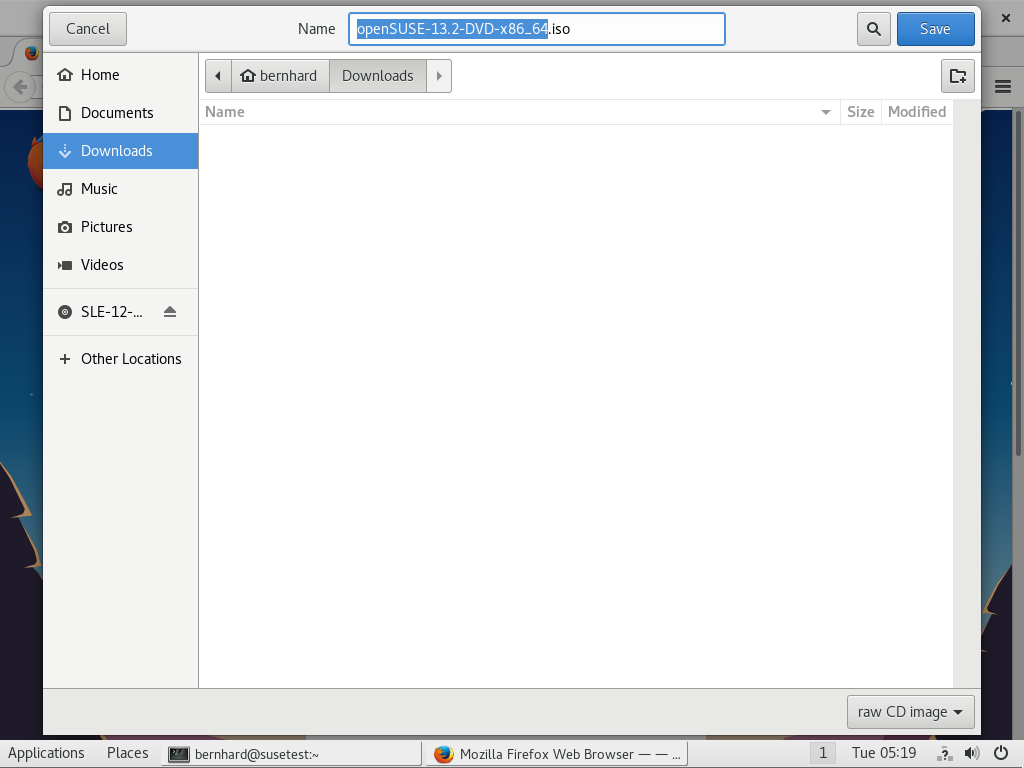 Cancel Name openSUSE-13.2-DVD-x86_64.iso Save
Home
Documents
Downloads
Music
Pictures
Videos
SLE-12-...
Other Locations
bernhard Downloads
Name Size Modified
raw CD image
Applications Places bernhard@susetest:~ Mozilla Firefox Web Browser — — ... 1 Tue 05:19